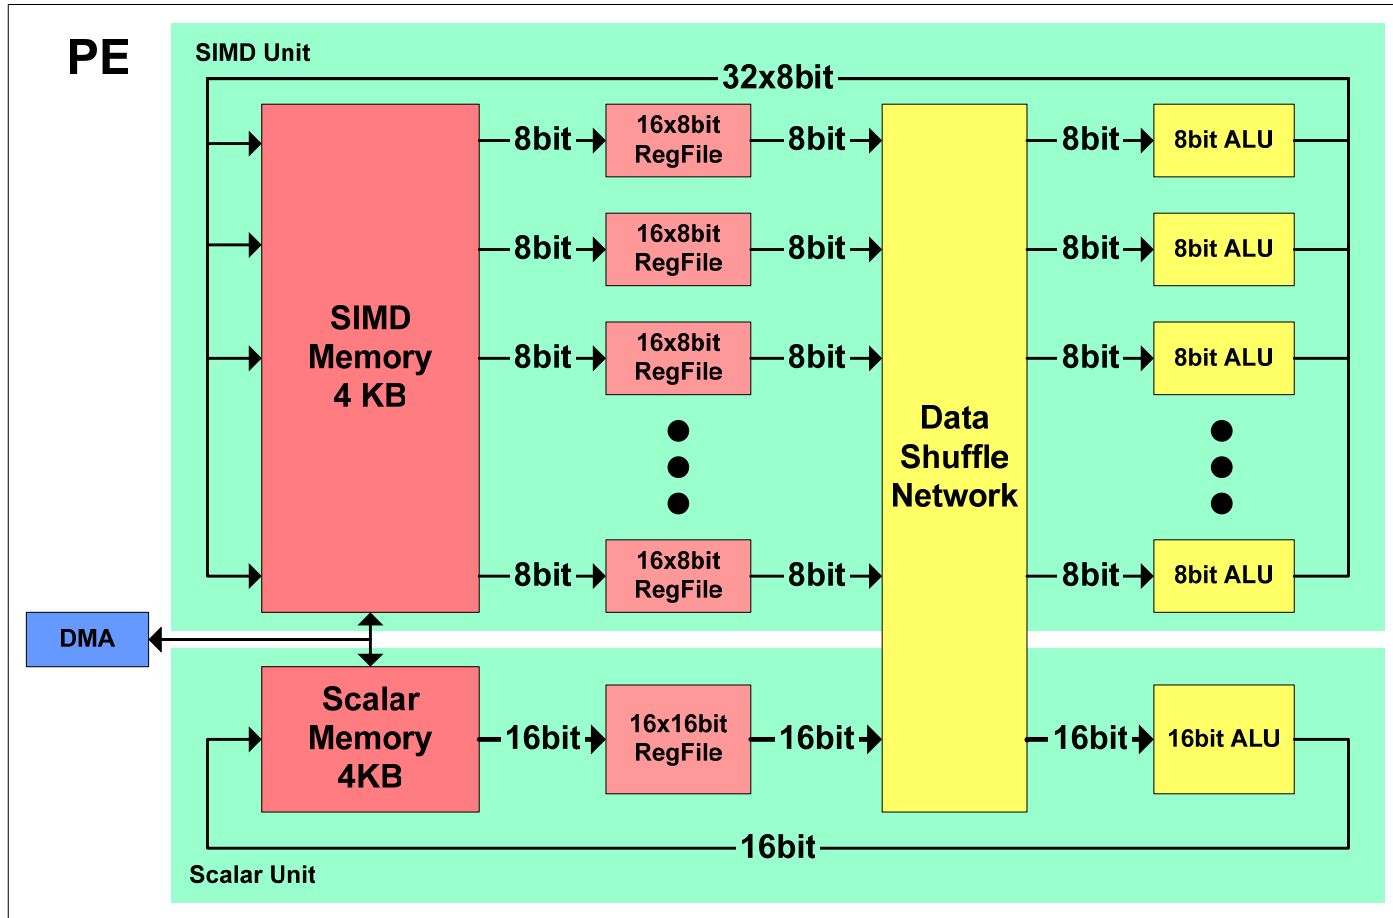 PE
SIMD Unit
32x8bit
8bit
16x8bit
RegFile
8bit
8bit
8bit ALU
8bit
16x8bit
RegFile
8bit
8bit
8bit ALU
SIMD
Memory
4 KB
8bit
16x8bit
RegFile
8bit
8bit
8bit ALU
Data
Shuffle
Network
8bit
16x8bit
RegFile
8bit
8bit
8bit ALU
DMA
Scalar
Memory
4KB
16bit
16x16bit
RegFile
16bit
16bit
16bit ALU
16bit
Scalar Unit